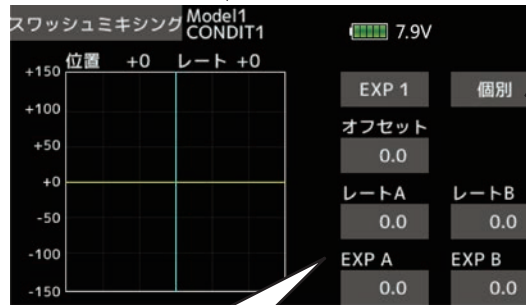 スワッシュミキシング Model1
CONDIT1
7.9V
位置 +0 レート +0
+150
+100
+50
+0
-50
-100
-150
EXP 1 個別
オフセット
0.0
レートA レートB
0.0 0.0
EXP A EXP B
0.0 0.0